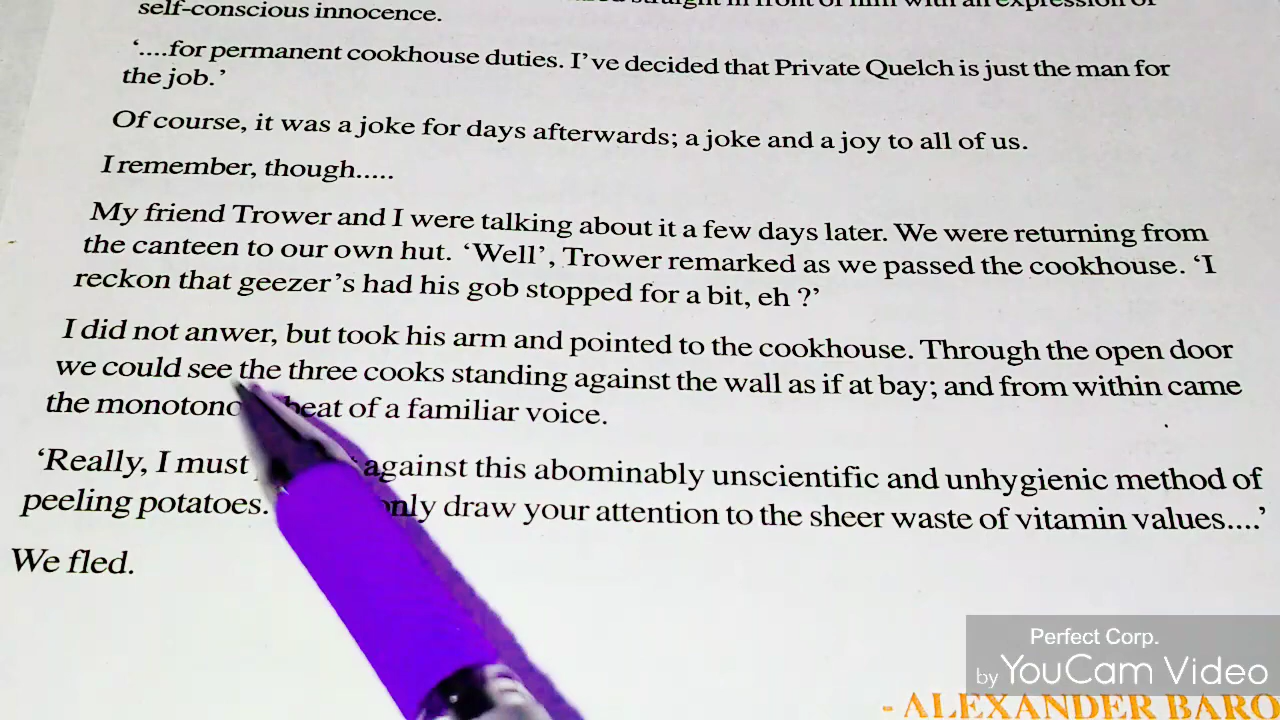 self-conscious innocence.
'....for permanent cookhouse duties. I've decided that Private Quelch is just the man for
the job.'
Of course, it was a joke for days afterwards; a joke and a joy to all of us.
I remember, though.....
My friend Trower and I were talking about it a few days later. We were returning from
the canteen to our own hut. 'Well', Trower remarked as we passed the cookhouse. 'I
reckon that geezer's had his gob stopped for a bit, eh ?'
I did not anwer, but took his arm and pointed to the cookhouse. Through the open door
we could see the three cooks standing against the wall as if at bay; and from within came
the beat of a familiar voice.
'Really, I must against this abominably unscientific and unhygienic method of
peeling potatoes. only draw your attention to the sheer waste of vitamin values....'
We fled.
Perfect Corp.
by YouCam Video
- ALEXANDER BARO